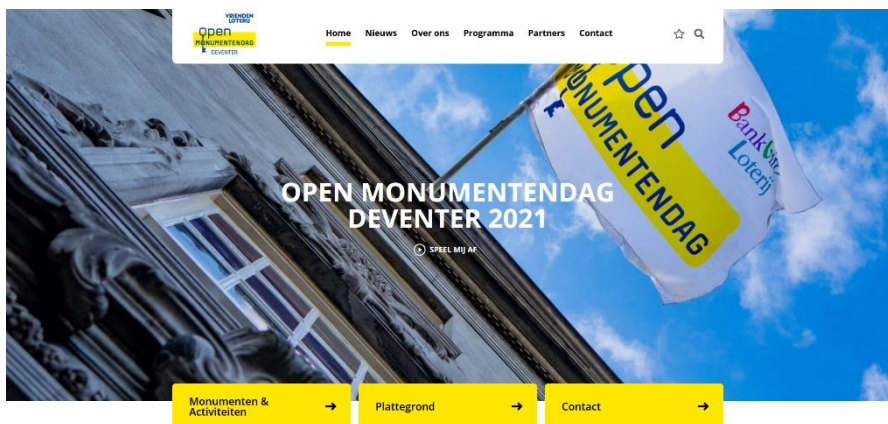 VRIENDEN
LOTERIJ
Open
MONUMENTENDAG
DEVENTER
Home Nieuws Over ons Programma Partners Contact
Open
MONUMENTENDAG
Loterij
OPEN MONUMENTENDAG
DEVENTER 2021
SPEEL MIJ AF
Monumenten &
Activiteiten
Plattegrond
Contact